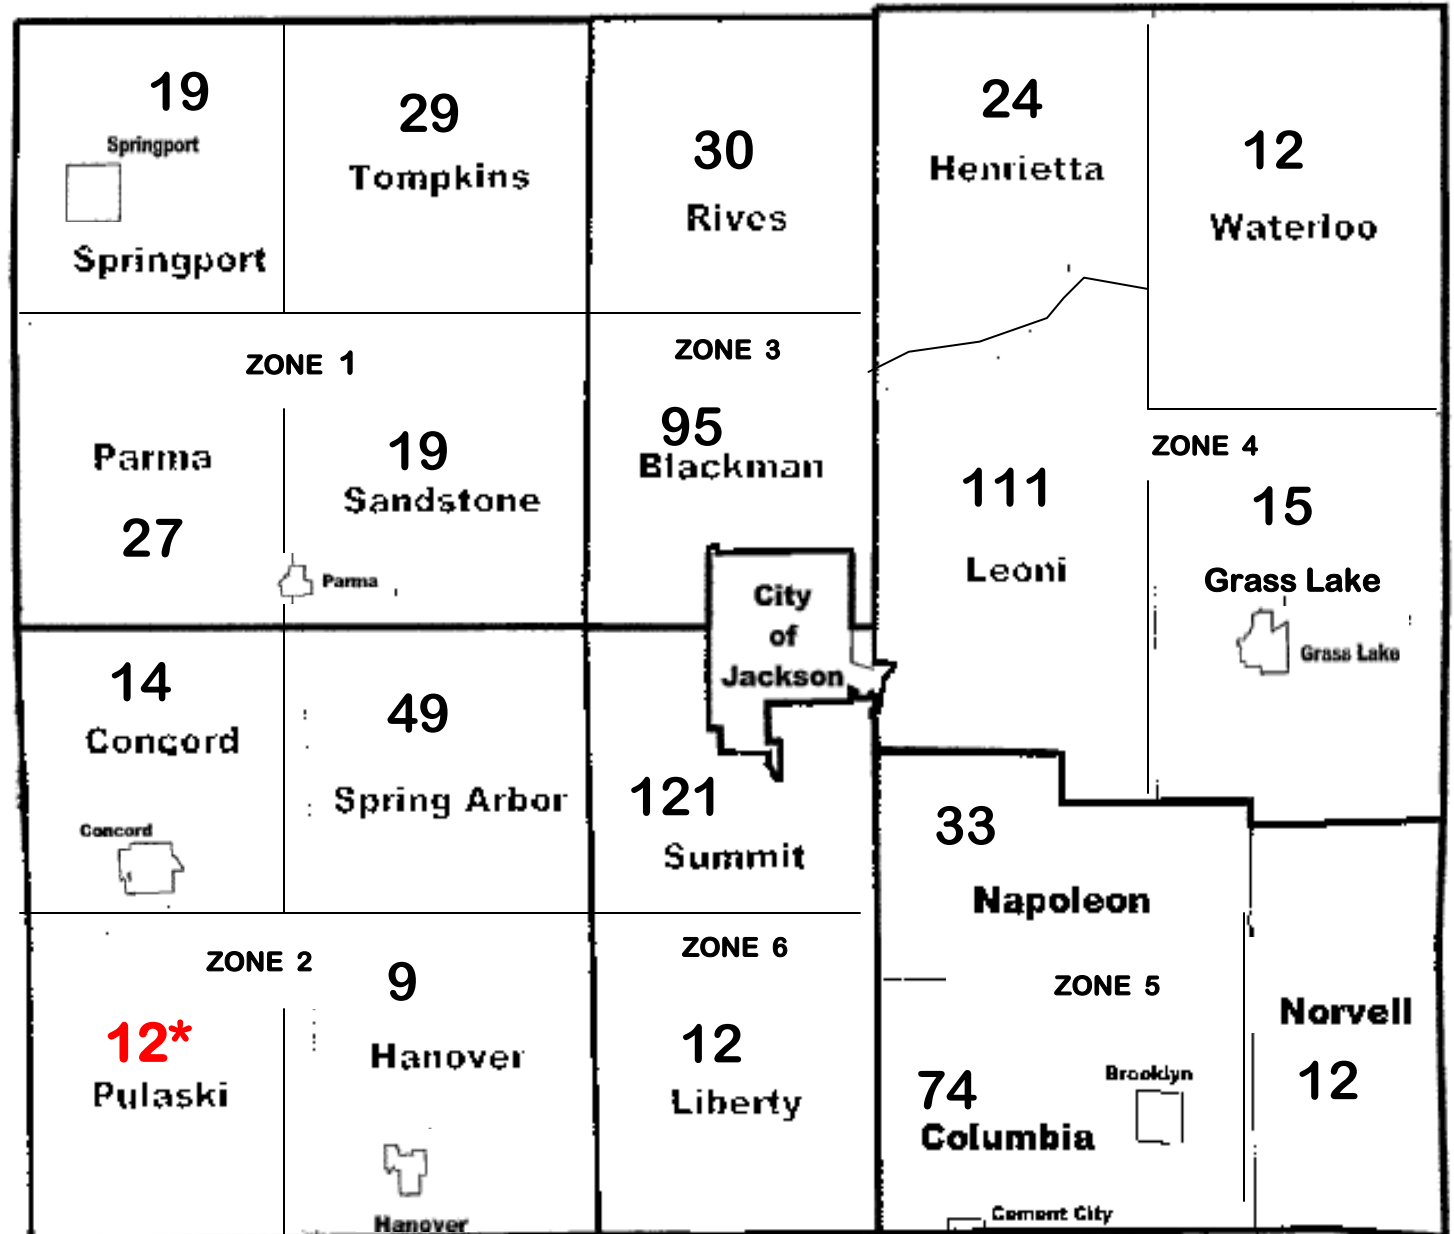 19
Springport
Springport
29
Tompkins
30
Rives
24
Henrietta
12
Waterloo
ZONE 1
Parma
27
19
Sandstone
Parma
ZONE 3
95
Blackman
City
of
Jackson
111
Leoni
ZONE 4
15
Grass Lake
Grass Lake
14
Concord
Concord
49
Spring Arbor
121
Summit
33
Napoleon
ZONE 2
12*
Pulaski
9
Hanover
Hanover
ZONE 6
12
Liberty
ZONE 5
74
Columbia
Brooklyn
Cement City
Norvell
12